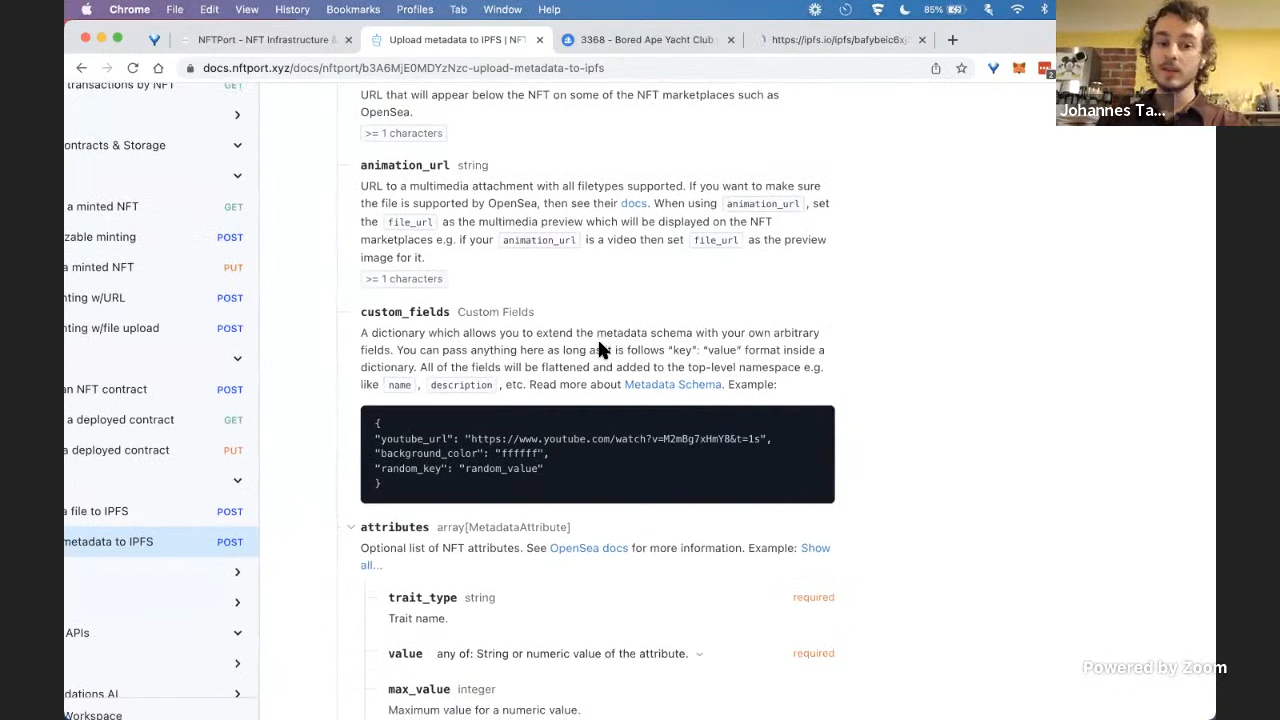 Profiles Tab Window Help
View History Bookmarks 85%
NFTPort - NFT Infrastructure & Upload metadata to IPFS | NFT 3368 - Bored Ape Yacht Club https://ipfs.io/ipfs/bafybeic6x
docs.nftport.xyz/docs/nftport/b3A6MjE0MDYzNzc-upload-metadata-to-ipfs
2
Johannes Ta...
transactions by NFT GET
ontracts & Storage
a minted NFT GET
zable minting POST
a minted NFT PUT
nting w/URL POST
nting w/file upload POST
an NFT contract POST
a deployed contract GET
a deployed contract PUT
a file to IPFS POST
metadata to IPFS POST
APIs
dations AI
Workspace
URL that will appear below the NFT on some of the NFT marketplaces such as
OpenSea.
>= 1 characters
animation_url string
URL to a multimedia attachment with all filetypes supported. If you want to make sure
the file is supported by OpenSea, then see their docs. When using animation_url, set
the file_url as the multimedia preview which will be displayed on the NFT
marketplaces e.g. if your animation_url is a video then set file_url as the preview
image for it.
>= 1 characters
custom_fields Custom Fields
A dictionary which allows you to extend the metadata schema with your own arbitrary
fields. You can pass anything here as long as it is follows "key": "value" format inside a
dictionary. All of the fields will be flattened and added to the top-level namespace e.g.
like name, description, etc. Read more about Metadata Schema. Example:
{
"youtube_url": "https://www.youtube.com/watch?v=M2mBg7xHmY8&t=1s",
"background_color": "ffffff",
"random_key": "random_value"
}
attributes array[MetadataAttribute]
Optional list of NFT attributes. See OpenSea docs for more information. Example: Show
all...
trait_type string required
Trait name.
value any of: String or numeric value of the attribute. required
max_value integer
Maximum value for a numeric value.
Powered by Zoom